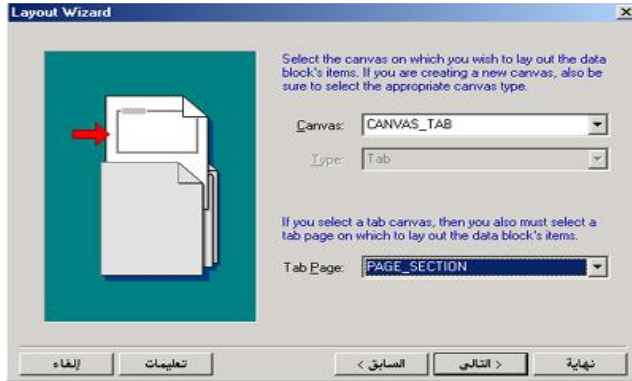 Layout Wizard
Select the canvas on which you wish to lay out the data
block's items. If you are creating a new canvas, also be
sure to select the appropriate canvas type.
Canvas: CANVAS_TAB
Type: Tab
If you select a tab canvas, then you also must select a
tab page on which to lay out the data block's items.
Tab Page: PAGE_SECTION
إلغاء
تعليمات
السابق >
< التالى
نهاية